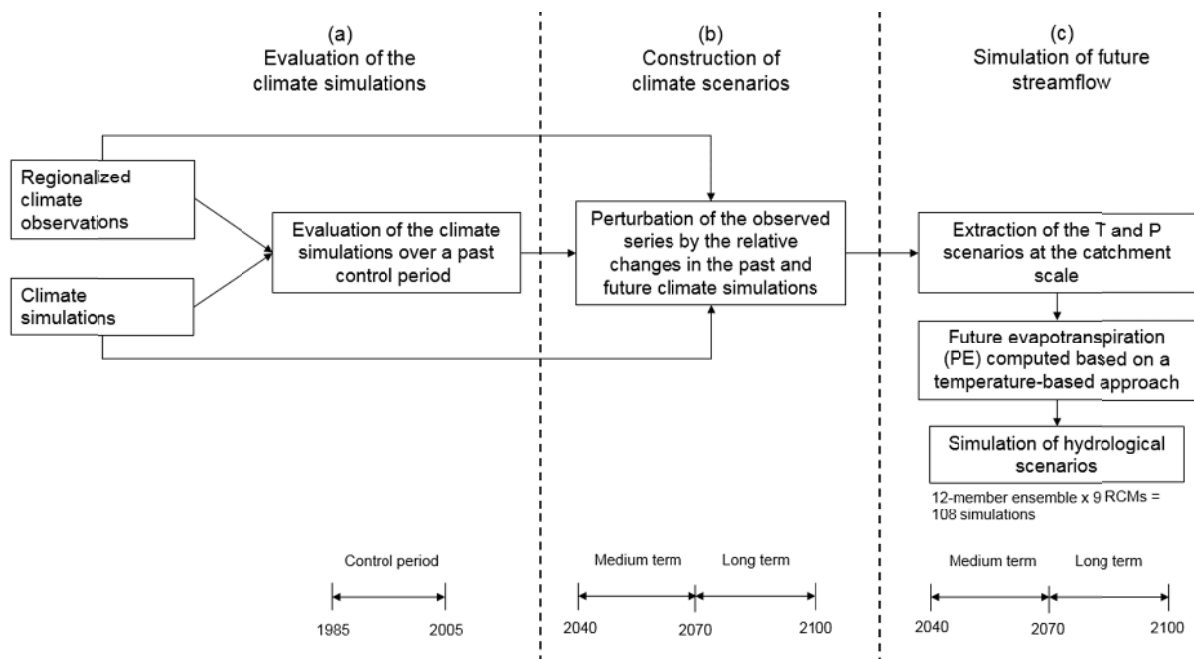 (a)
Evaluation of the
climate simulations
(b)
Construction of
climate scenarios
(c)
Simulation of future
streamflow
Regionalized
climate
observations
Climate
simulations
Evaluation of the climate
simulations over a past
control period
Perturbation of the observed
series by the relative
changes in the past and
future climate simulations
Extraction of the T and P
scenarios at the catchment
scale
Future evapotranspiration
(PE) computed based on a
temperature-based approach
Simulation of hydrological
scenarios
12-member ensemble x 9 RCMs =
108 simulations
Control period
1985
2005
Medium term
Long term
2040
2070
2100
Medium term
Long term
2040
2070
2100